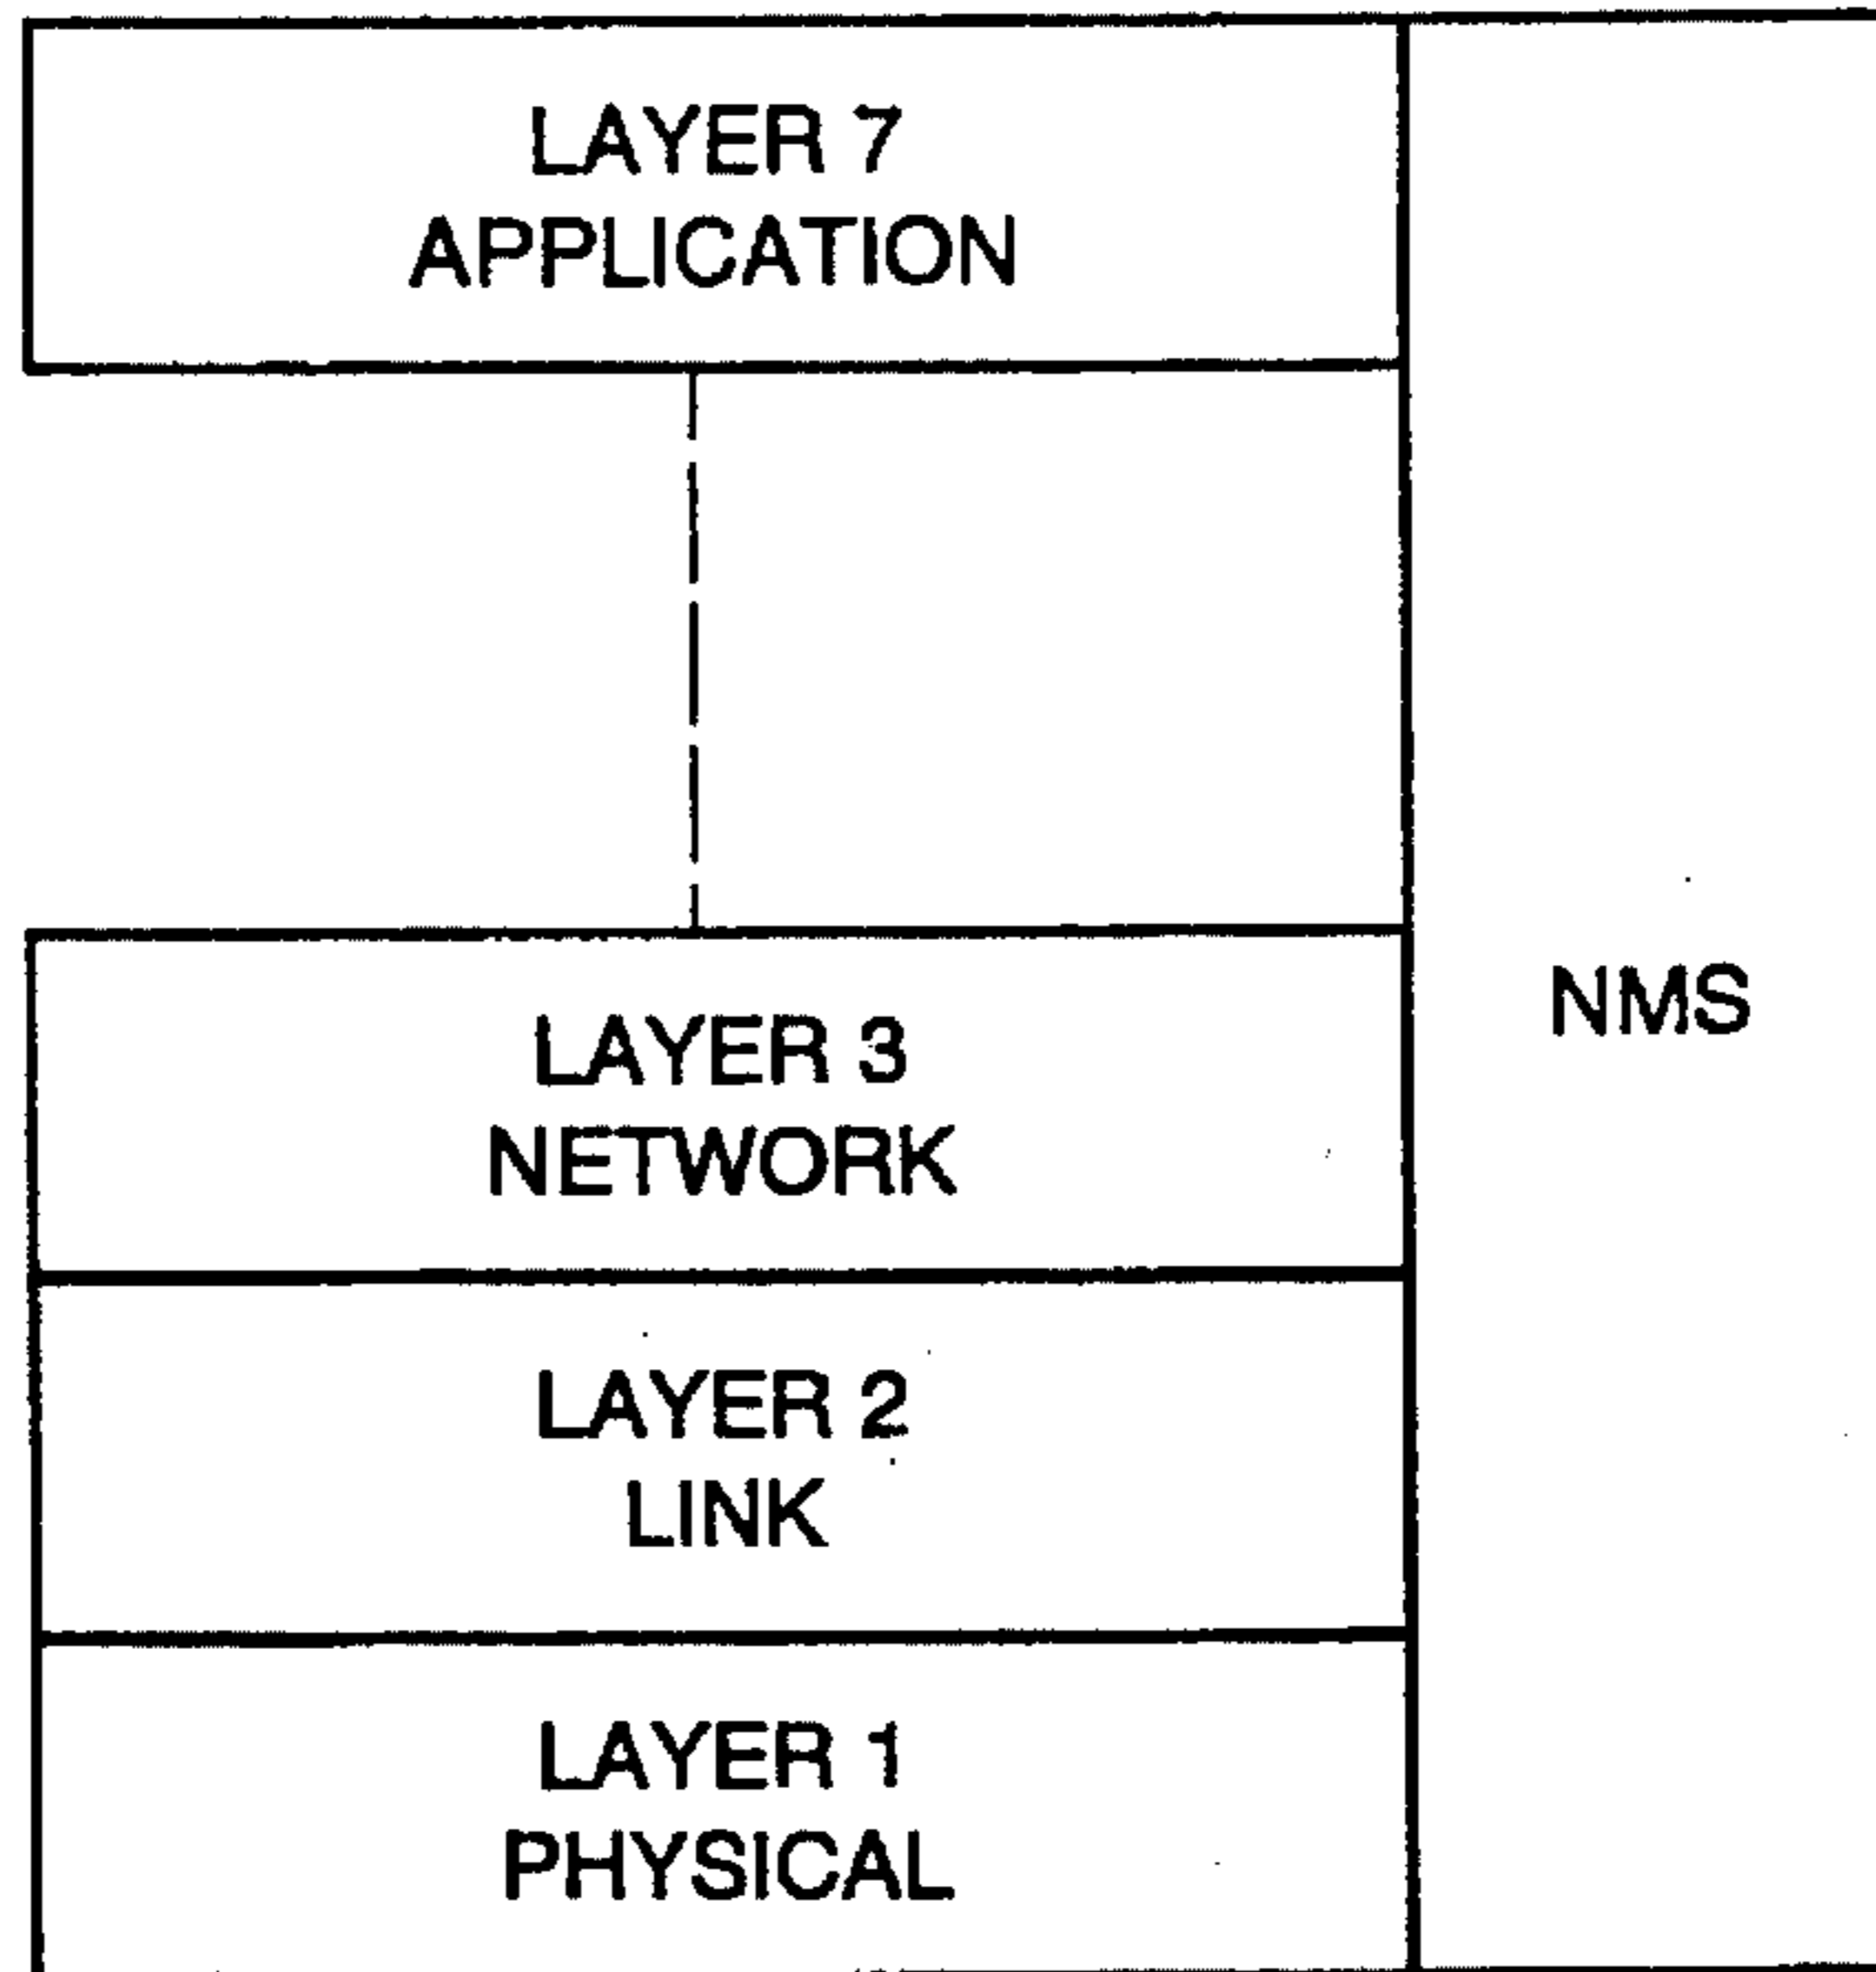 LAYER 7
APPLICATION
NMS
LAYER 3
NETWORK
LAYER 2
LINK
LAYER 1
PHYSICAL